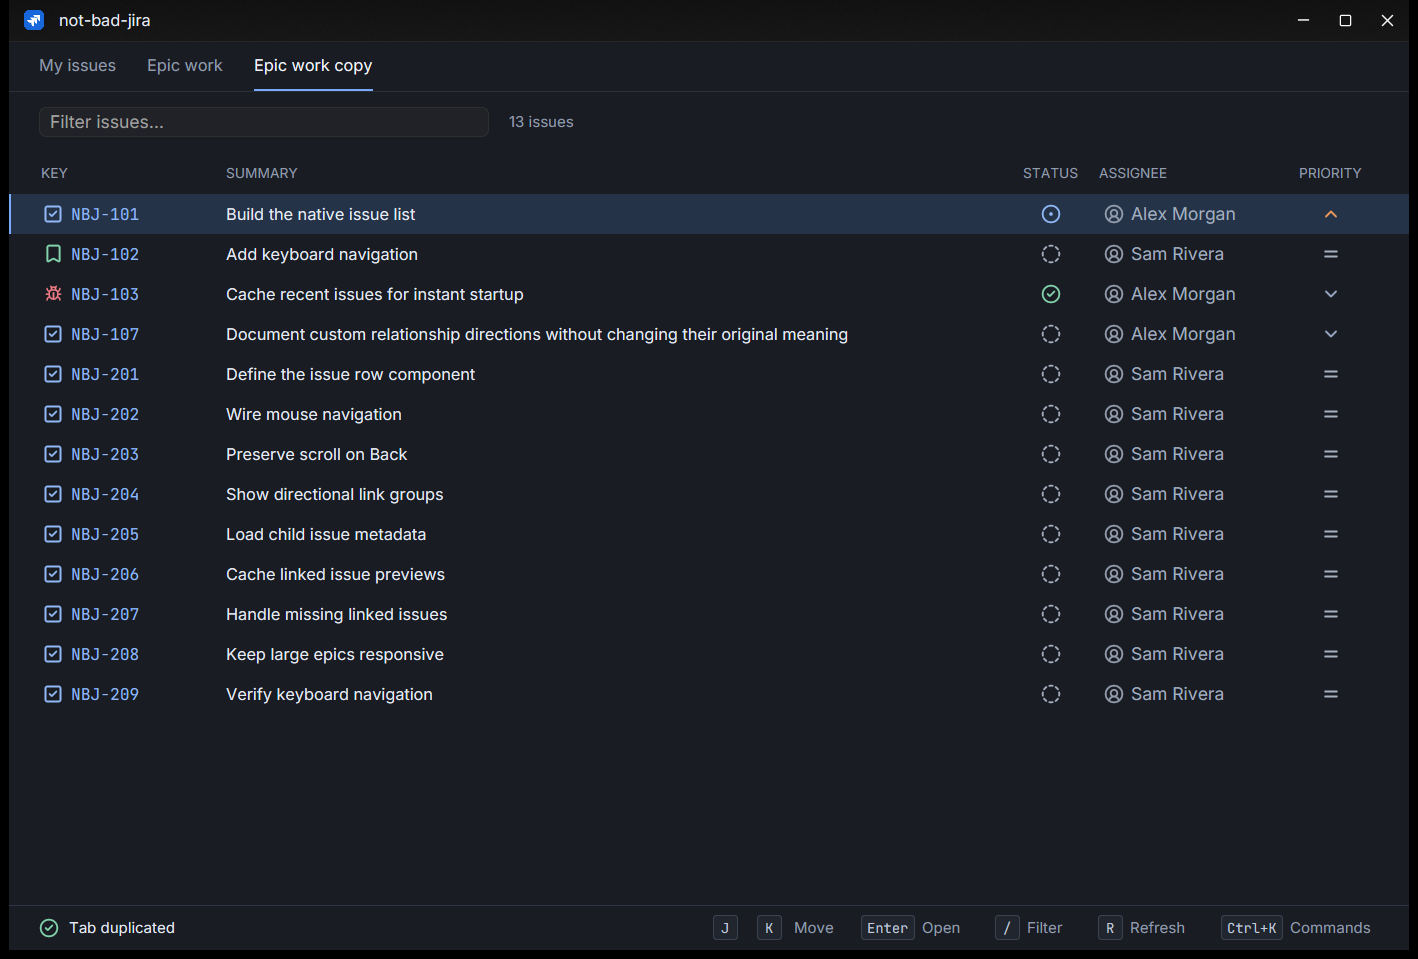 not-bad-jira
My issues Epic work Epic work copy
Filter issues... 13 issues
KEY SUMMARY STATUS ASSIGNEE PRIORITY
NBJ-101 Build the native issue list Alex Morgan
NBJ-102 Add keyboard navigation Sam Rivera
NBJ-103 Cache recent issues for instant startup Alex Morgan
NBJ-107 Document custom relationship directions without changing their original meaning Alex Morgan
NBJ-201 Define the issue row component Sam Rivera
NBJ-202 Wire mouse navigation Sam Rivera
NBJ-203 Preserve scroll on Back Sam Rivera
NBJ-204 Show directional link groups Sam Rivera
NBJ-205 Load child issue metadata Sam Rivera
NBJ-206 Cache linked issue previews Sam Rivera
NBJ-207 Handle missing linked issues Sam Rivera
NBJ-208 Keep large epics responsive Sam Rivera
NBJ-209 Verify keyboard navigation Sam Rivera
Tab duplicated J K Move Enter Open / Filter R Refresh Ctrl+K Commands